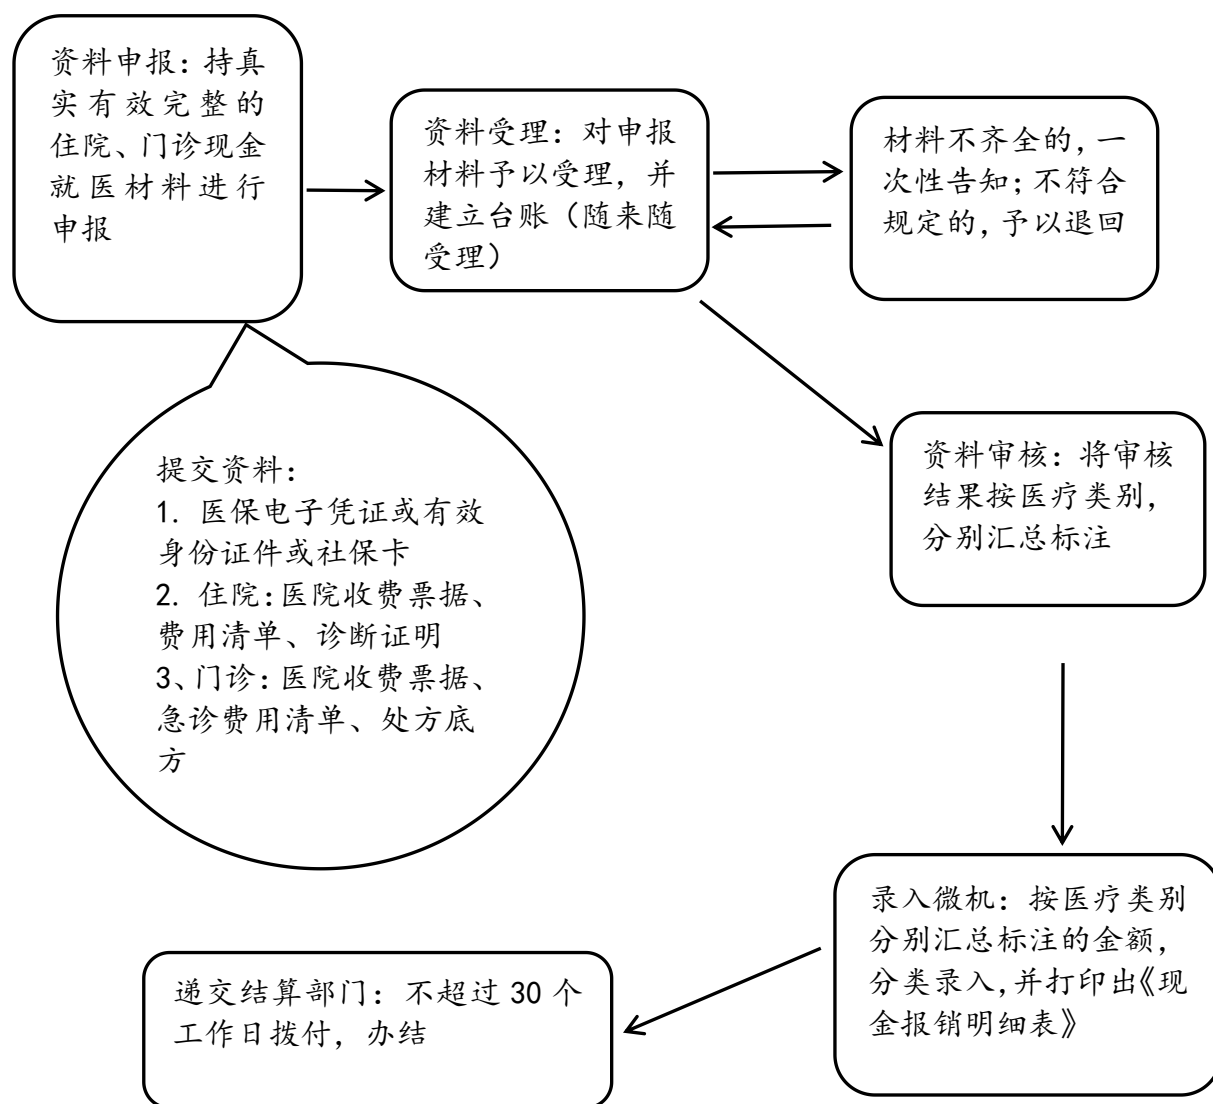 资料申报：持真
实有效完整的
住院、门诊现金
就医材料进行
申报
资料受理：对申报
材料予以受理，并
建立台账（随来随
受理）
材料不齐全的，一
次性告知；不符合
规定的，予以退回
提交资料：
1. 医保电子凭证或有效
身份证件或社保卡
2. 住院：医院收费票据、
费用清单、诊断证明
3、门诊：医院收费票据、
急诊费用清单、处方底
方
资料审核：将审核
结果按医疗类别，
分别汇总标注
录入微机：按医疗类别
分别汇总标注的金额，
分类录入，并打印出《现
金报销明细表》
递交结算部门：不超过 30 个
工作日拨付，办结